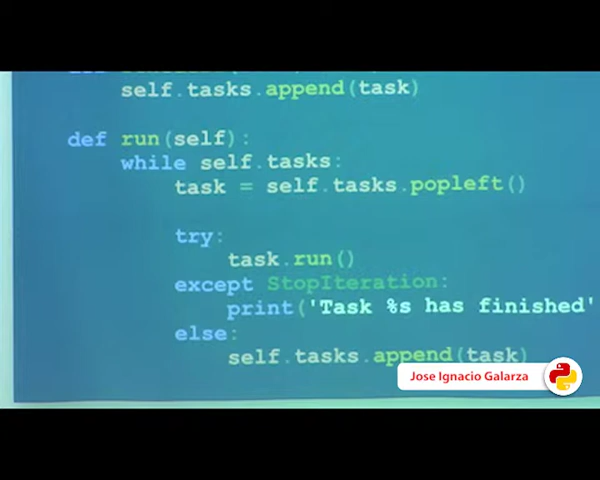 self.tasks.append(task)
def run(self):
while self.tasks:
task = self.tasks.popleft()
try:
task.run()
except StopIteration:
print('Task %s has finished'
else:
self.tasks.append(task)
Jose Ignacio Galarza